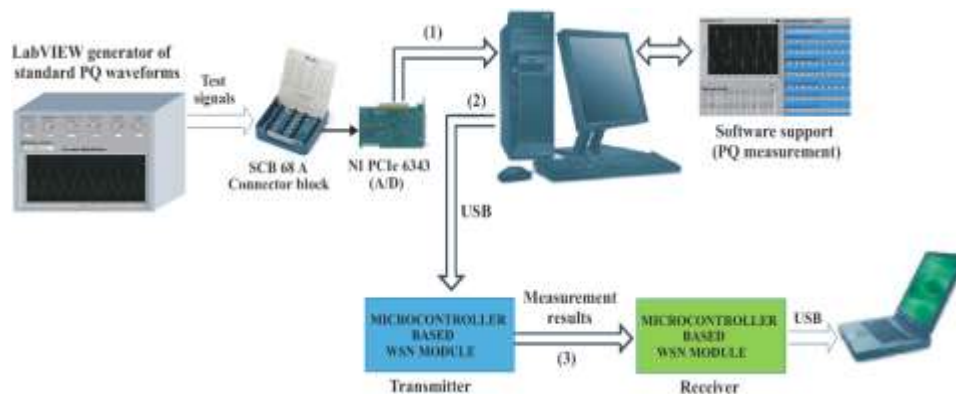 LabVIEW generator of
standard PQ waveforms
Test
signals
SCB 68 A
Connector block
NI PCIe 6343
(A/D)
(1)
(2)
Software support
(PQ measurement)
USB
MICROCONTROLLER
BASED
WSN MODULE
Transmitter
Measurement
results
(3)
MICROCONTROLLER
BASED
WSN MODULE
Receiver
USB